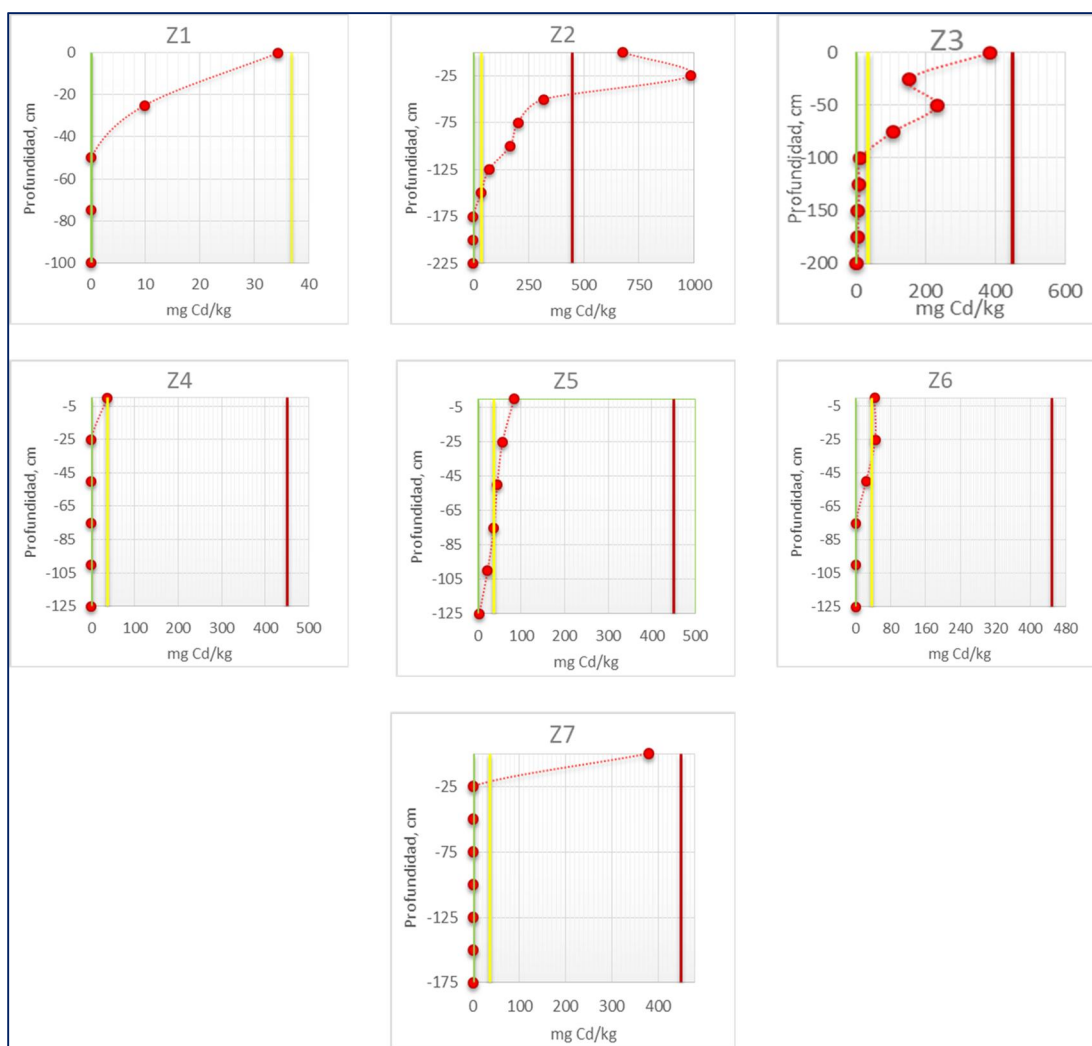 Z1
Profundidad, cm
0
-20
-40
-60
-80
-100
0 10 20 30 40
mg Cd/kg
Z2
Profundidad, cm
-25
-75
-125
-175
-225
0 250 500 750 1000
mg Cd/kg
Z3
Profundidad, cm
0
-50
-100
-150
-200
0 200 400 600
mg Cd/kg
Z4
Profundidad, cm
-5
-25
-45
-65
-85
-105
-125
0 100 200 300 400 500
mg Cd/kg
Z5
Profundidad, cm
-5
-25
-45
-65
-85
-105
-125
0 100 200 300 400 500
mg Cd/kg
Z6
Profundidad, cm
-5
-25
-45
-65
-85
-105
-125
0 80 160 240 320 400 480
mg Cd/kg
Z7
Profundidad, cm
-25
-75
-125
-175
0 100 200 300 400
mg Cd/kg